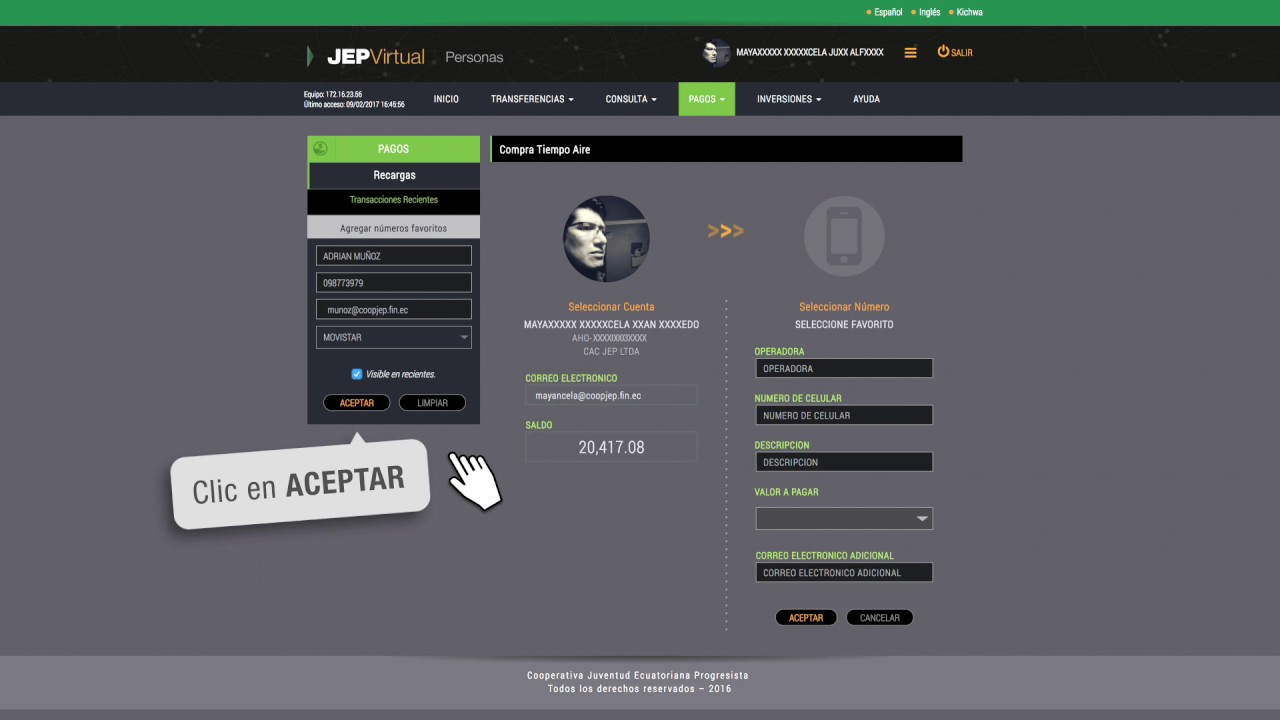 Español Inglés Kichwa
JEPVirtual Personas
MAYAXXXXX XXXXXCELA JUXX ALFXXXX
SALIR
Equipo: 172.16.23.56
Último acceso: 09/02/2017 16:45:56
INICIO TRANSFERENCIAS CONSULTA PAGOS INVERSIONES AYUDA
PAGOS
Recargas
Transacciones Recientes
Agregar números favoritos
ADRIAN MUÑOZ
098773979
munoz@coopjep.fin.ec
MOVISTAR
Visible en recientes.
ACEPTAR LIMPIAR
Clic en ACEPTAR
Compra Tiempo Aire
Seleccionar Cuenta
MAYAXXXXX XXXXXCELA XXAN XXXXEDO
CAC JEP LTDA
CORREO ELECTRONICO
mayancela@coopjep.fin.ec
SALDO
20,417.08
Seleccionar Número
SELECCIONE FAVORITO
OPERADORA
OPERADORA
NUMERO DE CELULAR
NUMERO DE CELULAR
DESCRIPCION
DESCRIPCION
VALOR A PAGAR
CORREO ELECTRONICO ADICIONAL
CORREO ELECTRONICO ADICIONAL
ACEPTAR CANCELAR
Cooperativa Juventud Ecuatoriana Progresista
Todos los derechos reservados – 2016